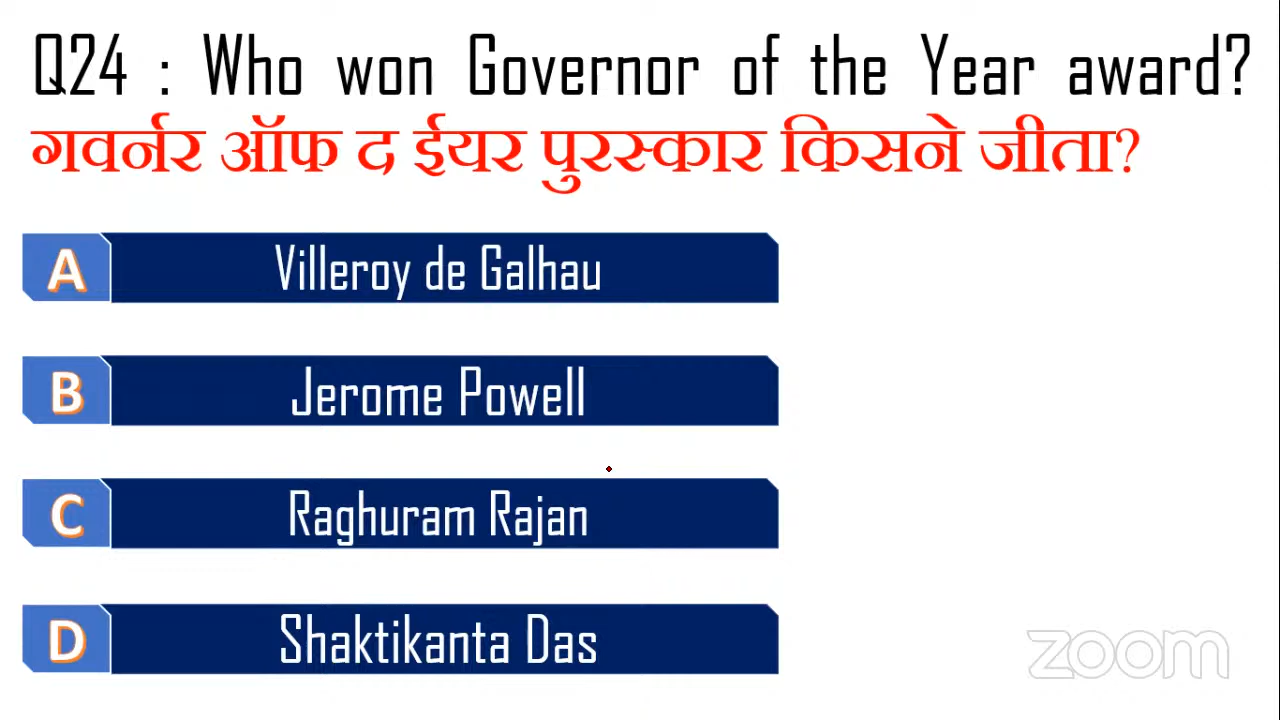 Q24 : Who won Governor of the Year award?
गवर्नर ऑफ द ईयर पुरस्कार किसने जीता?
A Villeroy de Galhau
B Jerome Powell
C Raghuram Rajan
D Shaktikanta Das
zoom